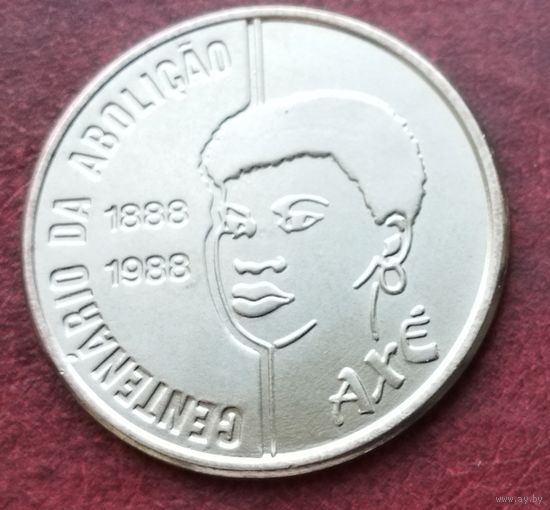 CENTENÁRIO DA ABOLIÇÃO
1888
1988
AXÉ
www.ay.by